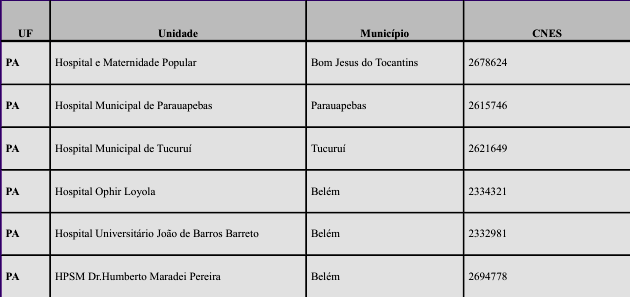 UF Unidade Município CNES
PA Hospital e Maternidade Popular Bom Jesus do Tocantins 2678624
PA Hospital Municipal de Parauapebas Parauapebas 2615746
PA Hospital Municipal de Tucuruí Tucuruí 2621649
PA Hospital Ophir Loyola Belém 2334321
PA Hospital Universitário João de Barros Barreto Belém 2332981
PA HPSM Dr.Humberto Maradei Pereira Belém 2694778